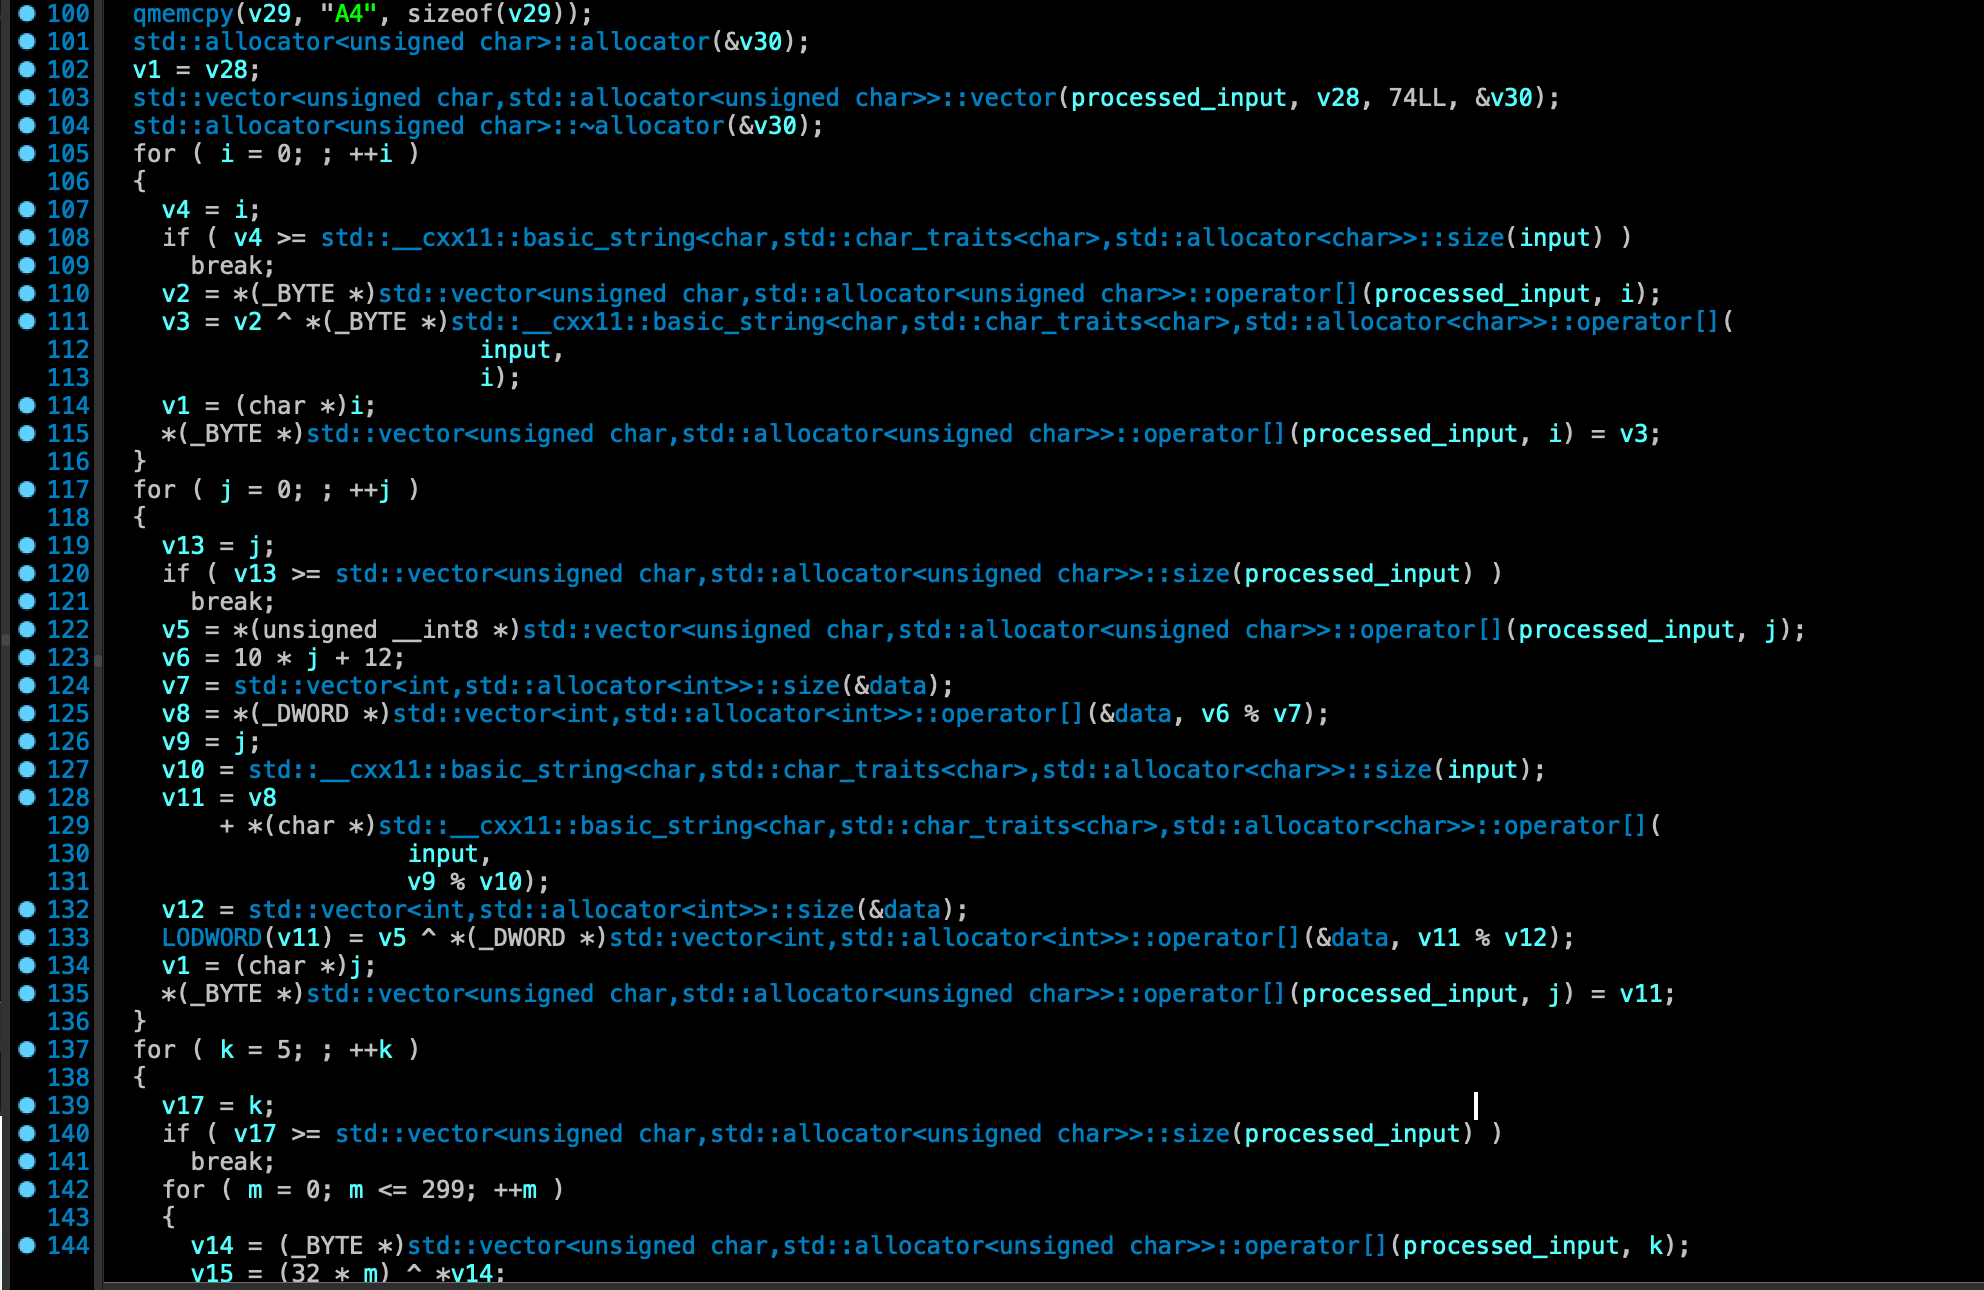 100 qmemcpy(v29, "A4", sizeof(v29));
101 std::allocator<unsigned char>::allocator(&v30);
102 v1 = v28;
103 std::vector<unsigned char,std::allocator<unsigned char>>::vector(processed_input, v28, 74LL, &v30);
104 std::allocator<unsigned char>::~allocator(&v30);
105 for ( i = 0; ; ++i )
106 {
107 v4 = i;
108 if ( v4 >= std::__cxx11::basic_string<char,std::char_traits<char>,std::allocator<char>>::size(input) )
109 break;
110 v2 = *(_BYTE *)std::vector<unsigned char,std::allocator<unsigned char>>::operator[](processed_input, i);
111 v3 = v2 ^ *(_BYTE *)std::__cxx11::basic_string<char,std::char_traits<char>,std::allocator<char>>::operator[](
112 input,
113 i);
114 v1 = (char *)i;
115 *(_BYTE *)std::vector<unsigned char,std::allocator<unsigned char>>::operator[](processed_input, i) = v3;
116 }
117 for ( j = 0; ; ++j )
118 {
119 v13 = j;
120 if ( v13 >= std::vector<unsigned char,std::allocator<unsigned char>>::size(processed_input) )
121 break;
122 v5 = *(unsigned __int8 *)std::vector<unsigned char,std::allocator<unsigned char>>::operator[](processed_input, j);
123 v6 = 10 * j + 12;
124 v7 = std::vector<int,std::allocator<int>>::size(&data);
125 v8 = *(_DWORD *)std::vector<int,std::allocator<int>>::operator[](&data, v6 % v7);
126 v9 = j;
127 v10 = std::__cxx11::basic_string<char,std::char_traits<char>,std::allocator<char>>::size(input);
128 v11 = v8
129 + *(char *)std::__cxx11::basic_string<char,std::char_traits<char>,std::allocator<char>>::operator[](
130 input,
131 v9 % v10);
132 v12 = std::vector<int,std::allocator<int>>::size(&data);
133 LODWORD(v11) = v5 ^ *(_DWORD *)std::vector<int,std::allocator<int>>::operator[](&data, v11 % v12);
134 v1 = (char *)j;
135 *(_BYTE *)std::vector<unsigned char,std::allocator<unsigned char>>::operator[](processed_input, j) = v11;
136 }
137 for ( k = 5; ; ++k )
138 {
139 v17 = k;
140 if ( v17 >= std::vector<unsigned char,std::allocator<unsigned char>>::size(processed_input) )
141 break;
142 for ( m = 0; m <= 299; ++m )
143 {
144 v14 = (_BYTE *)std::vector<unsigned char,std::allocator<unsigned char>>::operator[](processed_input, k);
v15 = (32 * m) ^ *v14;